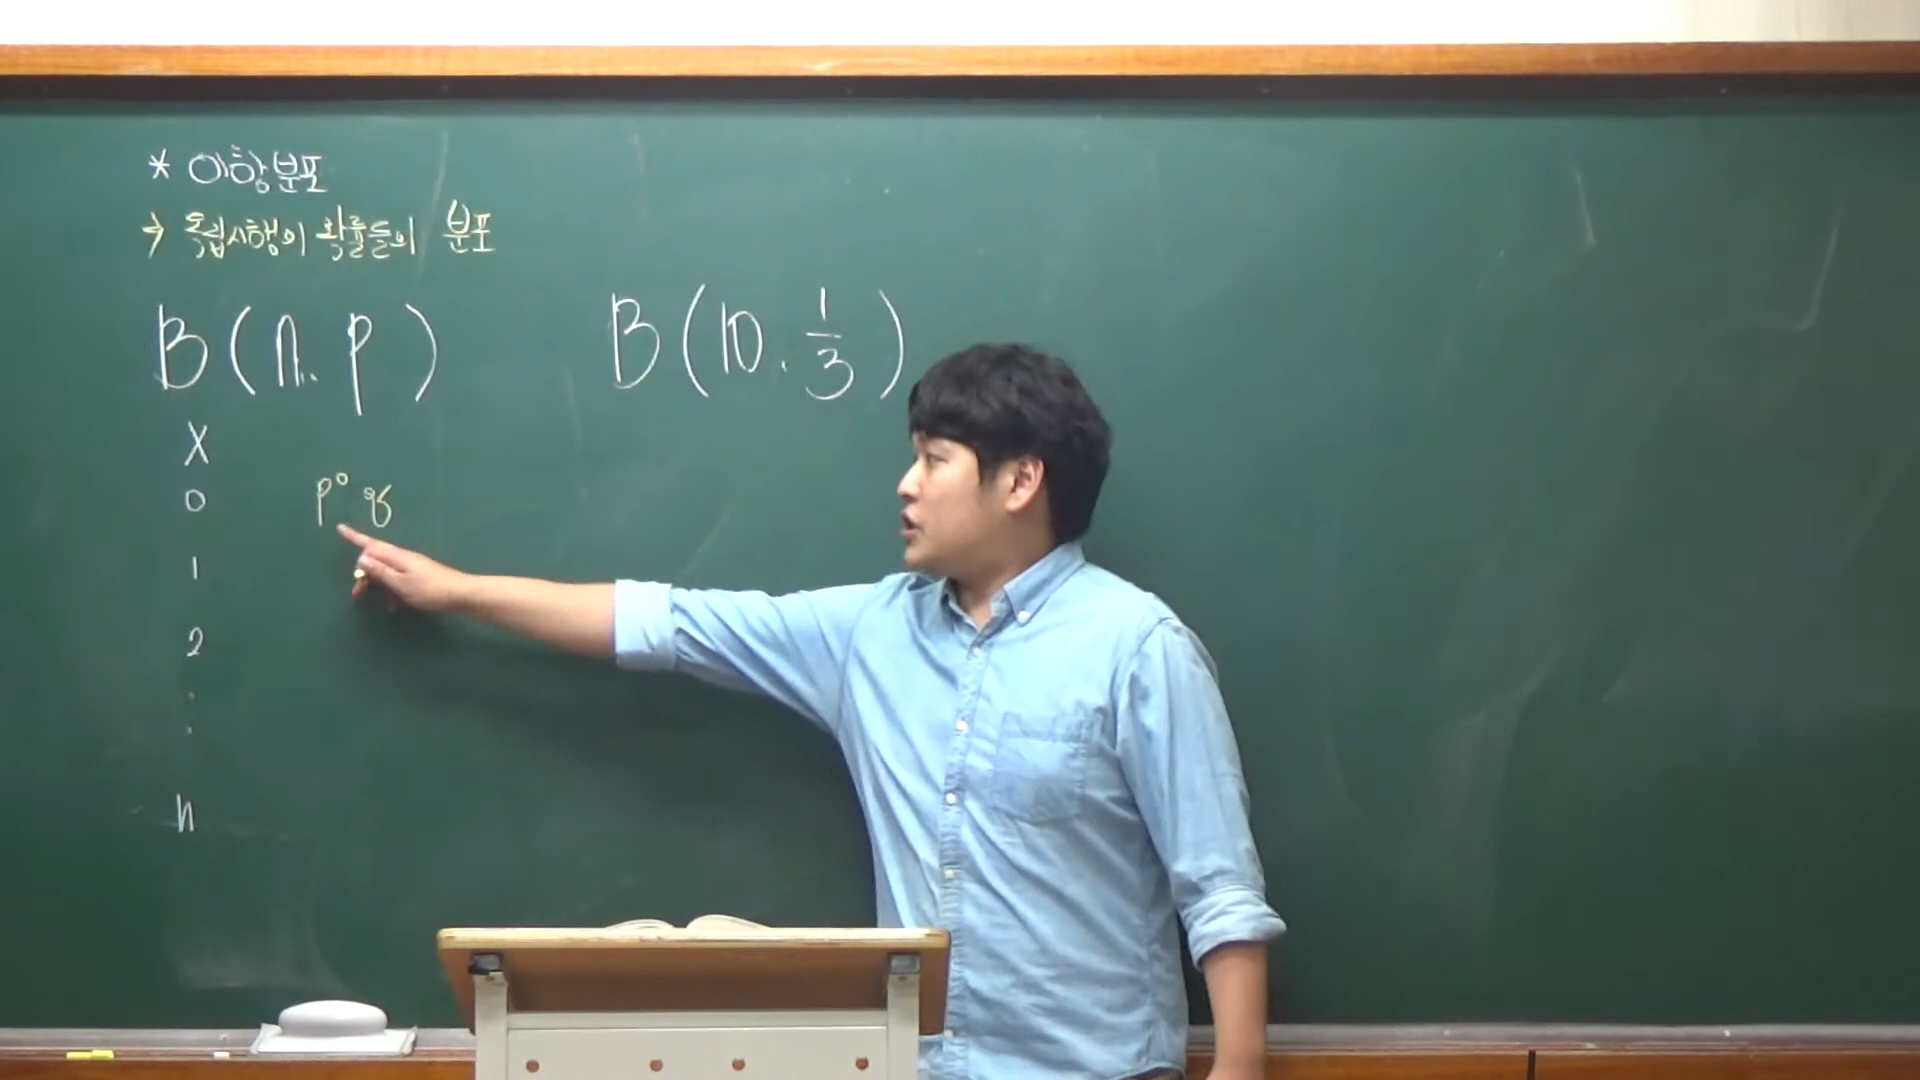 * 이항분포
→ 독립시행의 확률들의 분포
B(n. p) B(10. 1/3)
X
0 p⁰ q
1
2
.
.
n